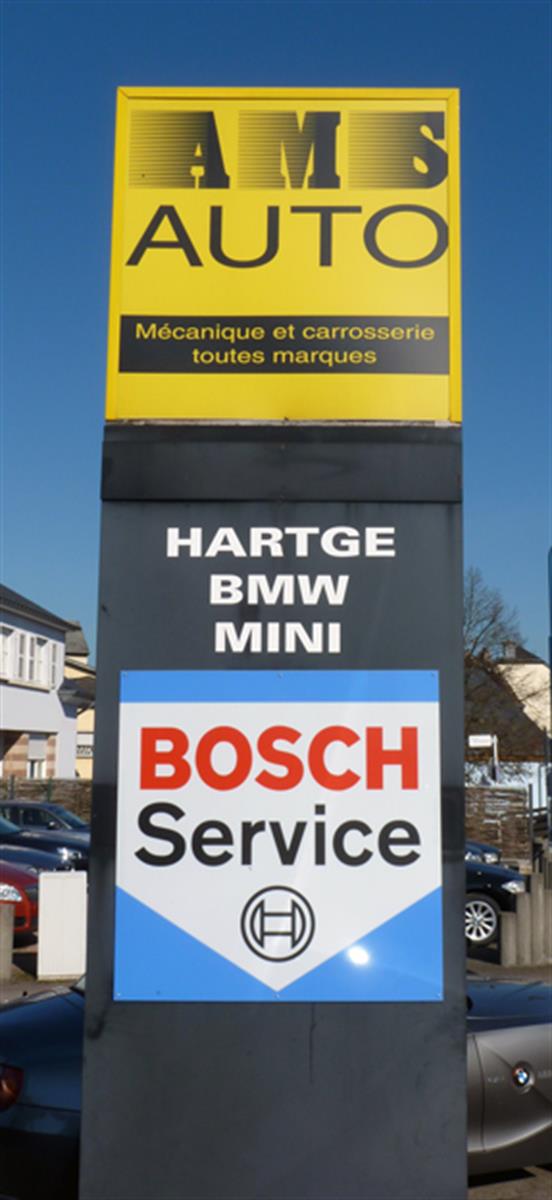 AMS
AUTO
Mécanique et carrosserie
toutes marques
HARTGE
BMW
MINI
BOSCH
Service